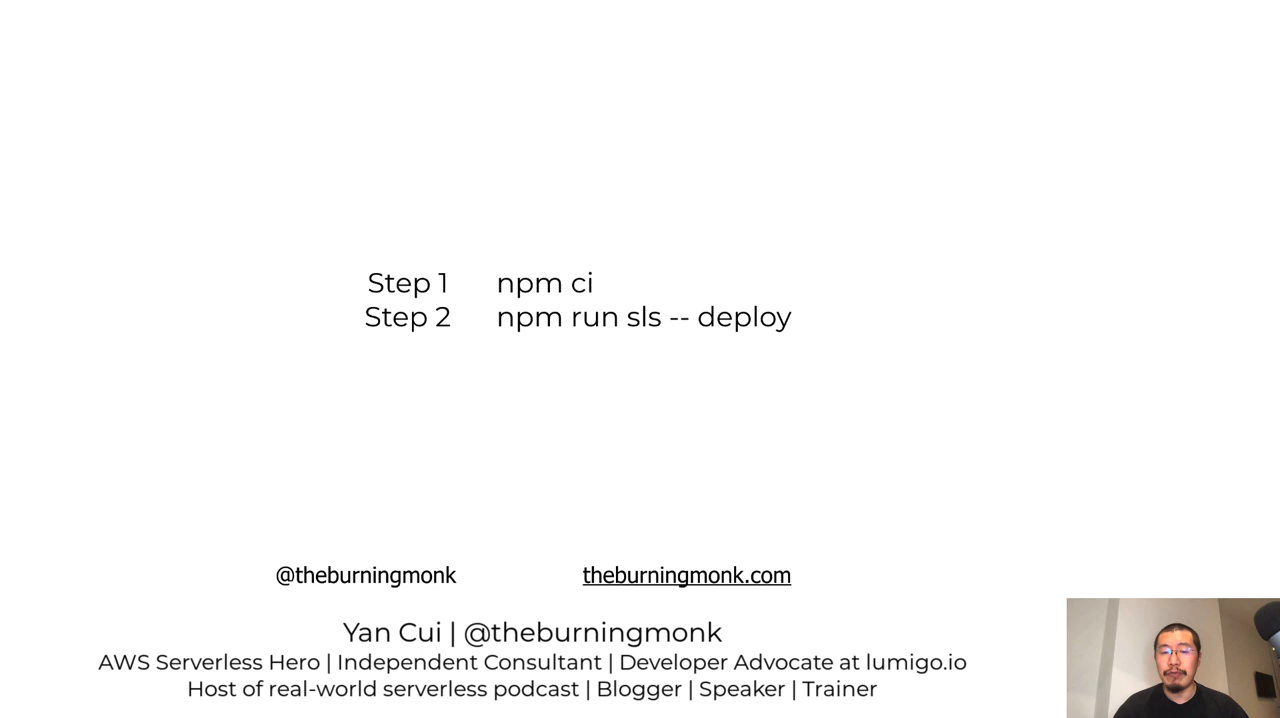 Step 1 npm ci
Step 2 npm run sls -- deploy
@theburningmonk theburningmonk.com
Yan Cui | @theburningmonk
AWS Serverless Hero | Independent Consultant | Developer Advocate at lumigo.io
Host of real-world serverless podcast | Blogger | Speaker | Trainer